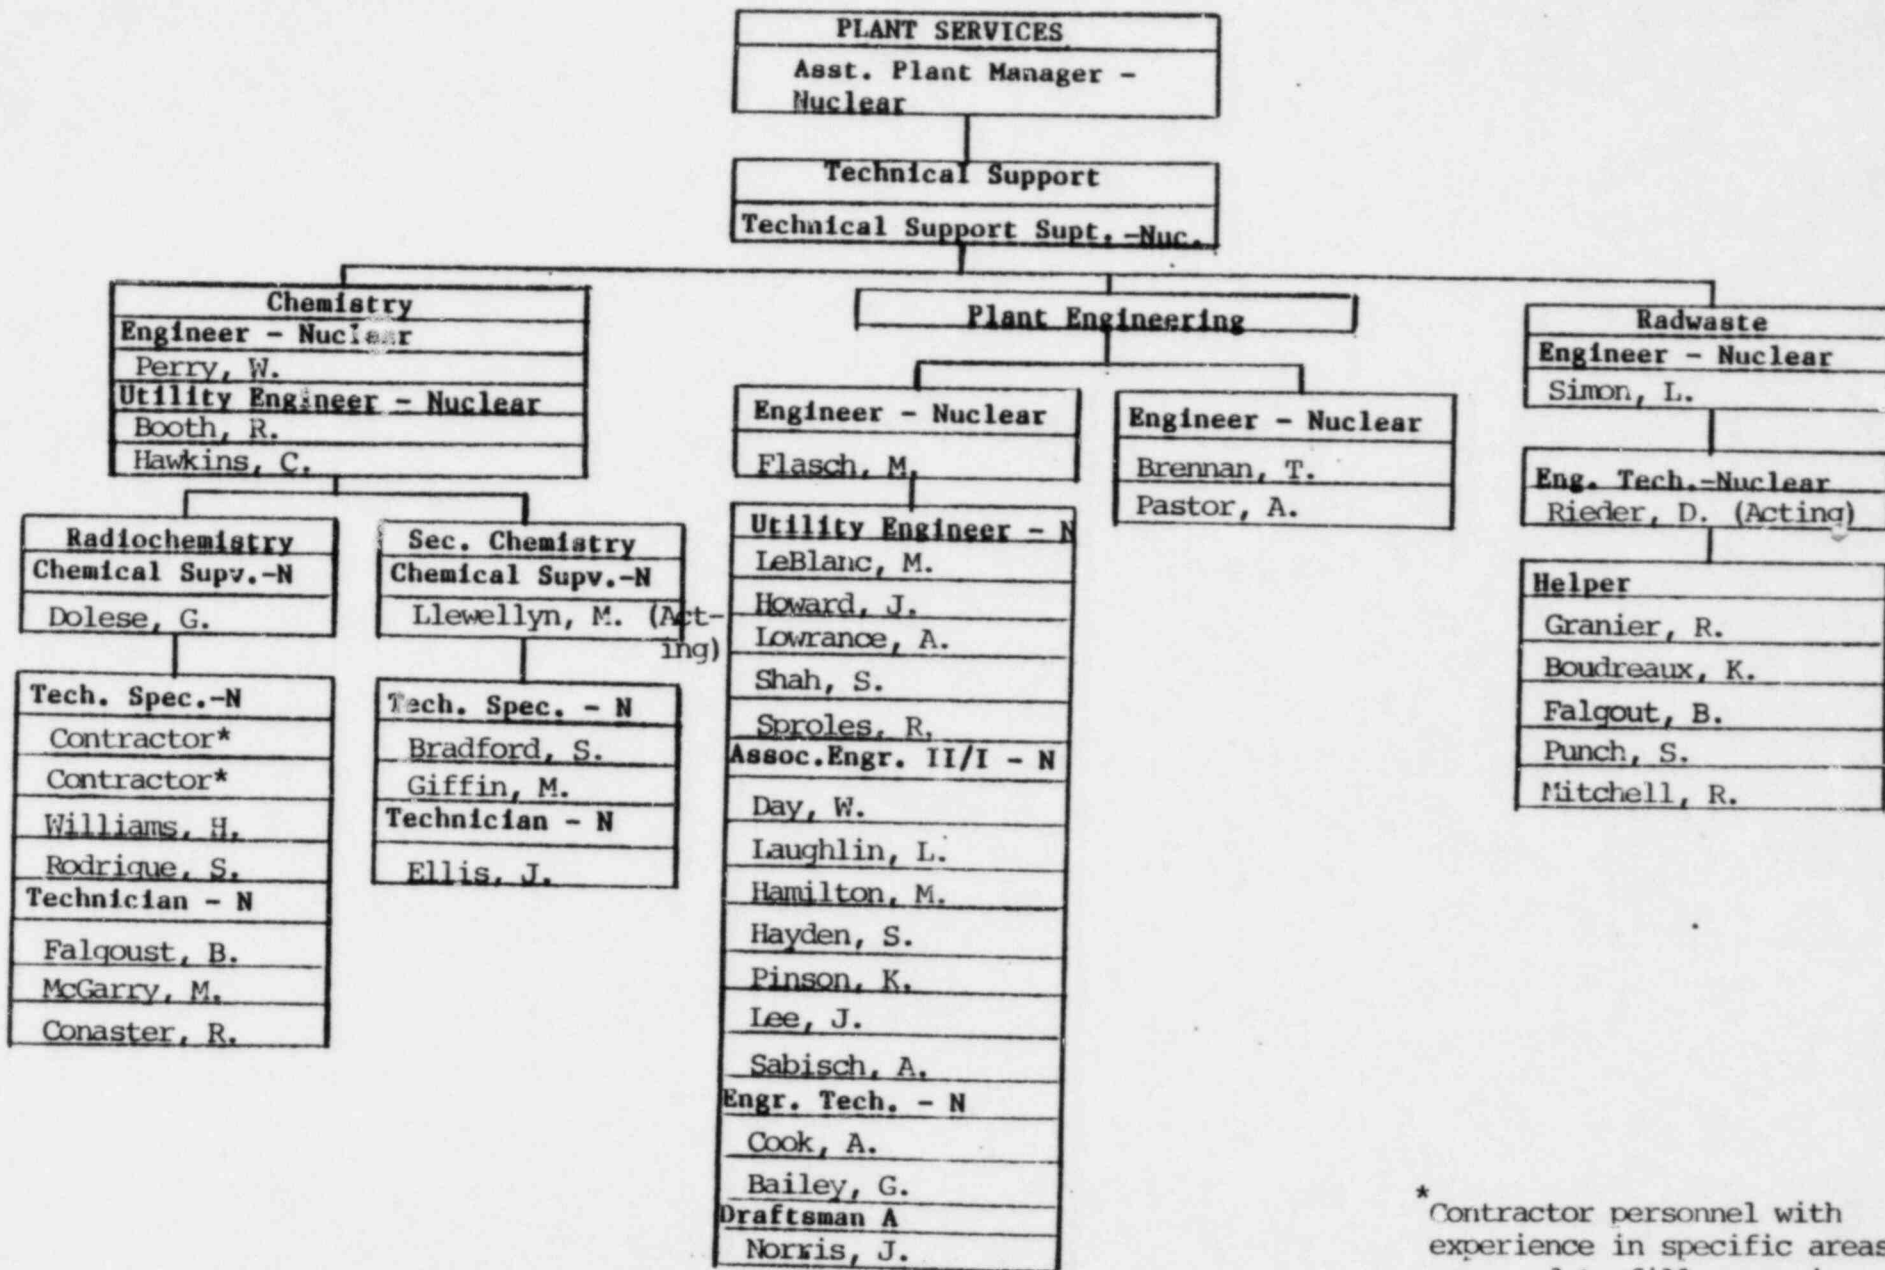 PLANT SERVICES
Asst. Plant Manager -
Nuclear
Technical Support
Technical Support Supt. -Nuc.
Chemistry
Engineer - Nuclear
Perry, W.
Utility Engineer - Nuclear
Booth, R.
Hawkins, C.
Radiochemistry
Chemical Supv.-N
Dolese, G.
Tech. Spec.-N
Contractor*
Contractor*
Williams, H.
Rodrique, S.
Technician - N
Falqoust, B.
McGarry, M.
Conaster, R.
Sec. Chemistry
Chemical Supv.-N
Llewellyn, M. (Act-
ing)
Tech. Spec. - N
Bradford, S.
Giffin, M.
Technician - N
Ellis, J.
Plant Engineering
Engineer - Nuclear
Flasch, M.
Utility Engineer - N
LeBlanc, M.
Howard, J.
Lowrance, A.
Shah, S.
Sproles, R.
Assoc.Engr. II/I - N
Day, W.
Laughlin, L.
Hamilton, M.
Hayden, S.
Pinson, K.
Lee, J.
Sabisch, A.
Engr. Tech. - N
Cook, A.
Bailey, G.
Draftsman A
Norris, J.
Engineer - Nuclear
Brennan, T.
Pastor, A.
Radwaste
Engineer - Nuclear
Simon, L.
Eng. Tech.-Nuclear
Rieder, D. (Acting)
Helper
Granier, R.
Boudreaux, K.
Falgout, B.
Punch, S.
Mitchell, R.
*Contractor personnel with
experience in specific areas